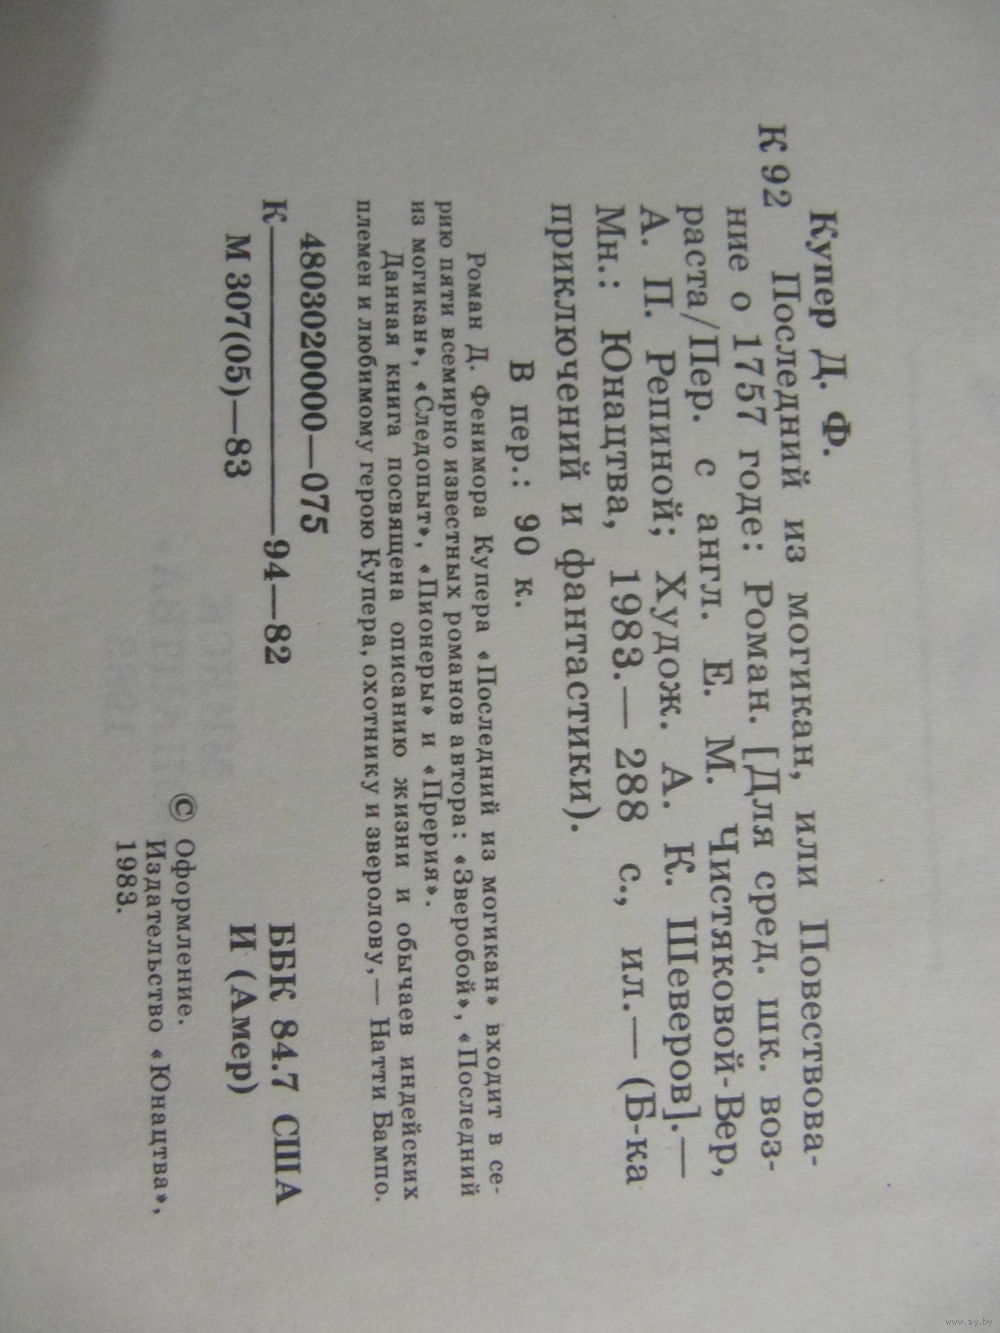 Купер Д. Ф.
К 92 Последний из могикан, или Повествова-
ние о 1757 годе: Роман. [Для сред. шк. воз-
раста/Пер. с англ. Е. М. Чистяковой-Вер,
А. П. Репиной; Худож. А. К. Шеверов].—
Мн.: Юнацтва, 1983.— 288 с., ил.— (Б-ка
приключений и фантастики).
В пер.: 90 к.
Роман Д. Фенимора Купера «Последний из могикан» входит в се-
рию пяти всемирно известных романов автора: «Зверобой», «Последний
из могикан», «Следопыт», «Пионеры» и «Прерия».
Данная книга посвящена описанию жизни и обычаев индейских
племен и любимому герою Купера, охотнику и зверолову,— Натти Бампо.
4803020000—075
К—94—82
М 307(05)—83
ББК 84.7 США
И (Амер)
© Оформление.
Издательство «Юнацтва»,
1983.
www.ay.by